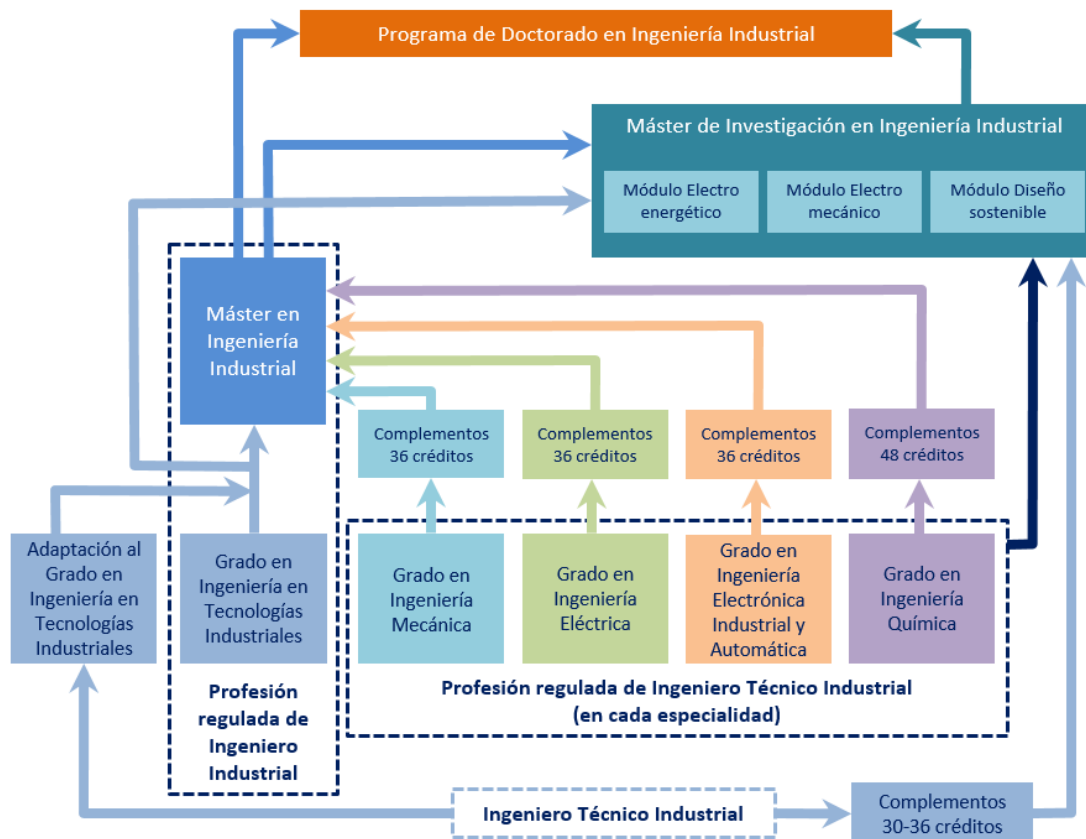 Programa de Doctorado en Ingeniería Industrial
Máster de Investigación en Ingeniería Industrial
Módulo Electro
energético
Módulo Electro
mecánico
Módulo Diseño
sostenible
Máster en
Ingeniería
Industrial
Complementos
36 créditos
Complementos
36 créditos
Complementos
36 créditos
Complementos
48 créditos
Adaptación al
Grado en
Ingeniería en
Tecnologías
Industriales
Grado en
Ingeniería en
Tecnologías
Industriales
Grado en
Ingeniería
Mecánica
Grado en
Ingeniería
Eléctrica
Grado en
Ingeniería
Electrónica
Industrial y
Automática
Grado en
Ingeniería
Química
Profesión
regulada de
Ingeniero
Industrial
Profesión regulada de Ingeniero Técnico Industrial
(en cada especialidad)
Ingeniero Técnico Industrial
Complementos
30-36 créditos